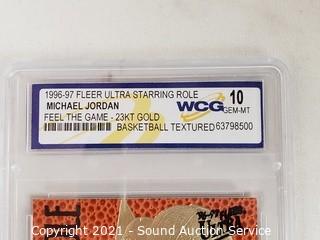 1996-97 FLEER ULTRA STARRING ROLE
MICHAEL JORDAN
FEEL THE GAME - 23KT GOLD
BASKETBALL TEXTURED
WCG
10
GEM-MT
63798500
Copyright 2021 - Sound Auction Service